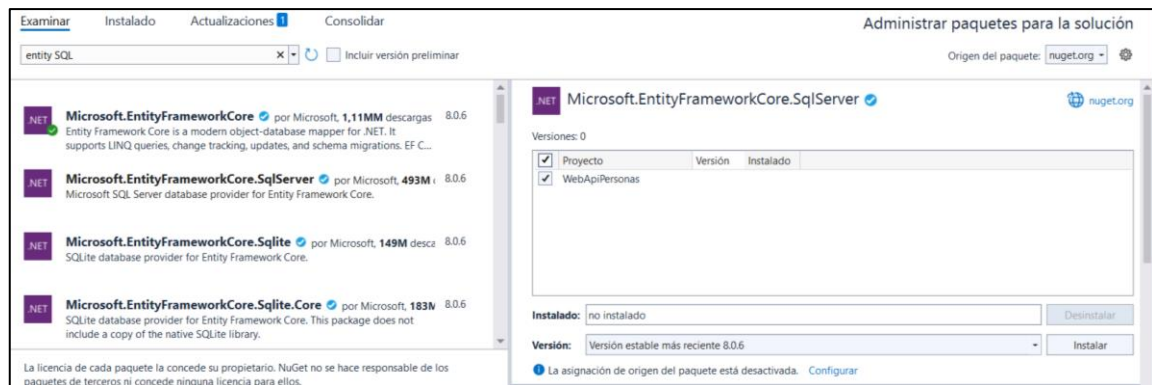 Examinar Instalado Actualizaciones 1 Consolidar
Administrar paquetes para la solución
entity SQL
Incluir versión preliminar
Origen del paquete: nuget.org
.NET
Microsoft.EntityFrameworkCore por Microsoft, 1,11MM descargas 8.0.6
Entity Framework Core is a modern object-database mapper for .NET. It
supports LINQ queries, change tracking, updates, and schema migrations. EF C...
.NET
Microsoft.EntityFrameworkCore.SqlServer por Microsoft, 493M 8.0.6
Microsoft SQL Server database provider for Entity Framework Core.
.NET
Microsoft.EntityFrameworkCore.Sqlite por Microsoft, 149M desca 8.0.6
SQLite database provider for Entity Framework Core.
.NET
Microsoft.EntityFrameworkCore.Sqlite.Core por Microsoft, 183M 8.0.6
SQLite database provider for Entity Framework Core. This package does not
include a copy of the native SQLite library.
La licencia de cada paquete la concede su propietario. NuGet no se hace responsable de los
paquetes de terceros ni concede ninguna licencia para ellos.
.NET
Microsoft.EntityFrameworkCore.SqlServer
nuget.org
Versiones: 0
Proyecto Versión Instalado
WebApiPersonas
Instalado: no instalado Desinstalar
Versión: Versión estable más reciente 8.0.6 Instalar
La asignación de origen del paquete está desactivada. Configurar